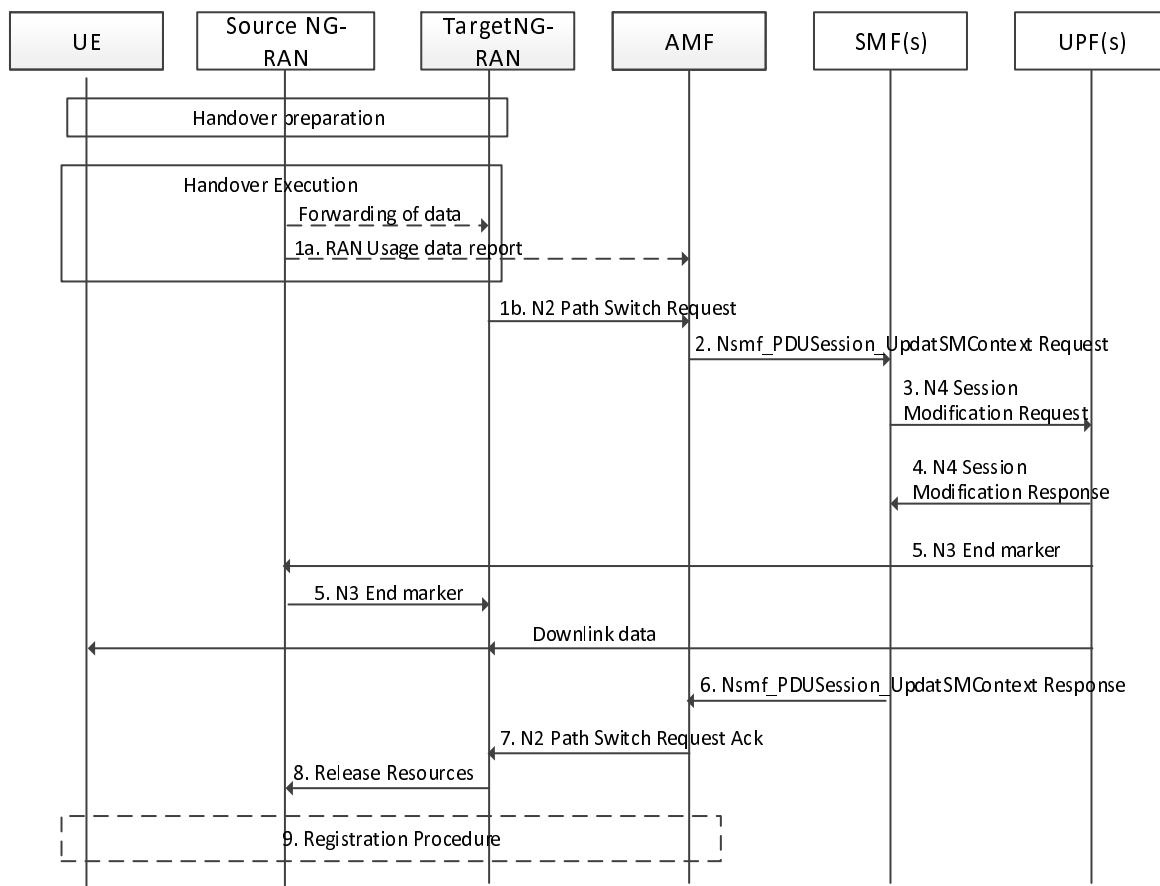 UE
Source NG-
RAN
TargetNG-
RAN
AMF
SMF(s)
UPF(s)
Handover preparation
Handover Execution
Forwarding of data
1a. RAN Usage data report
1b. N2 Path Switch Request
2. Nsmf_PDUSession_UpdatSMContext Request
3. N4 Session
Modification Request
4. N4 Session
Modification Response
5. N3 End marker
5. N3 End marker
Downlink data
6. Nsmf_PDUSession_UpdatSMContext Response
7. N2 Path Switch Request Ack
8. Release Resources
9. Registration Procedure